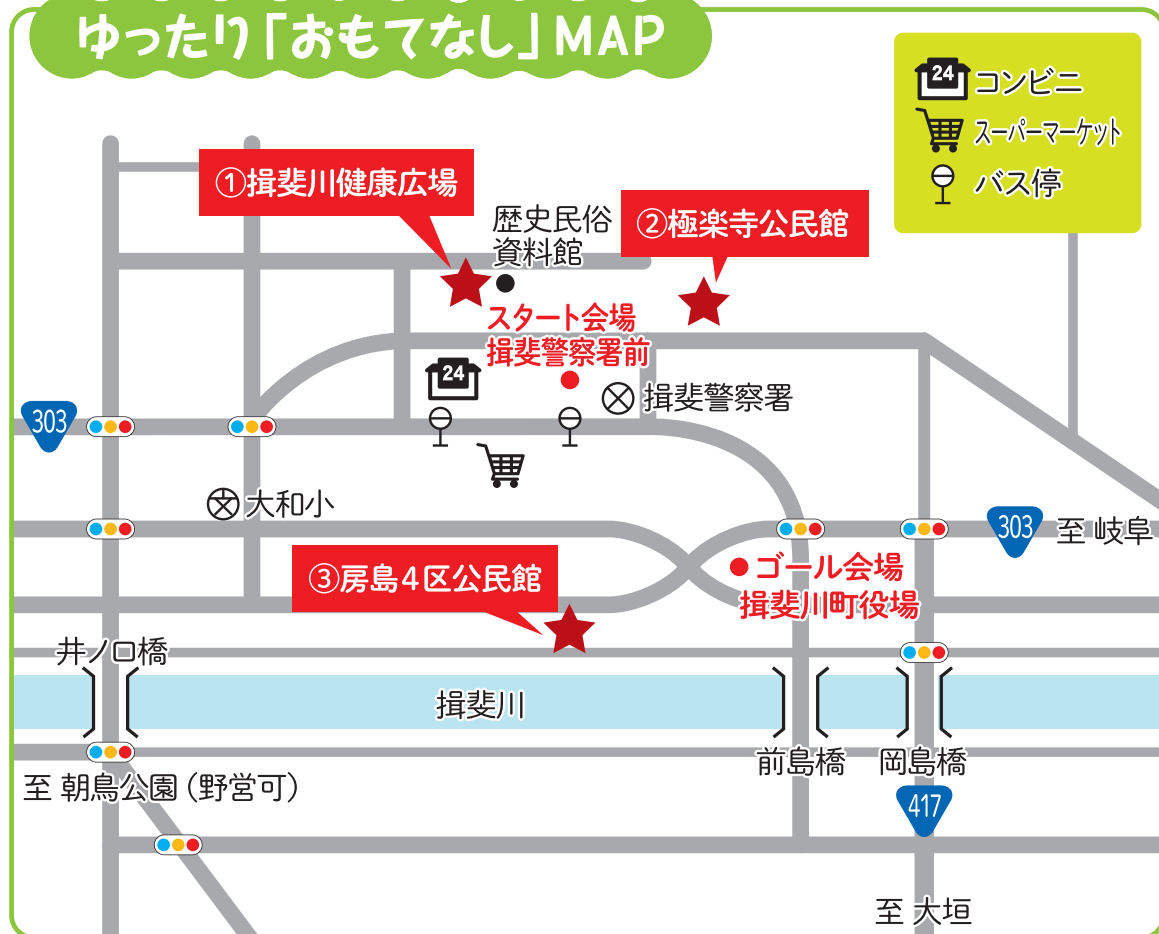 ゆったり「おもてなし」MAP
24 コンビニ
スーパーマーケット
バス停
①揖斐川健康広場
歴史民俗
資料館
②極楽寺公民館
スタート会場
揖斐警察署前
24
揖斐警察署
303
大和小
303
至 岐阜
③房島4区公民館
ゴール会場
揖斐川町役場
井ノ口橋
揖斐川
前島橋
岡島橋
至 朝鳥公園（野営可）
417
至 大垣